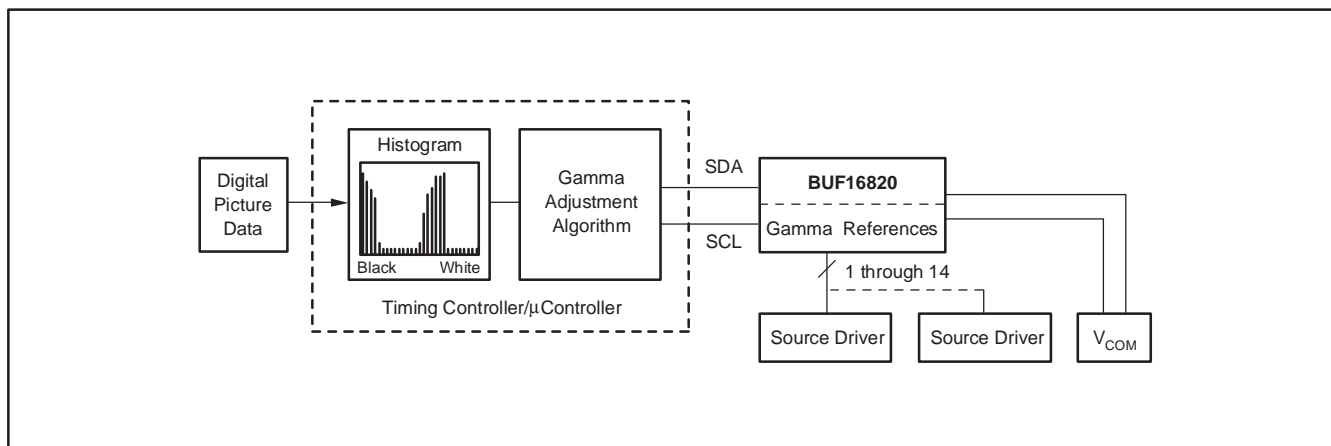 Digital
Picture
Data
Histogram
Black White
Gamma
Adjustment
Algorithm
Timing Controller/μController
SDA
SCL
BUF16820
Gamma References
1 through 14
Source Driver
Source Driver
VCOM